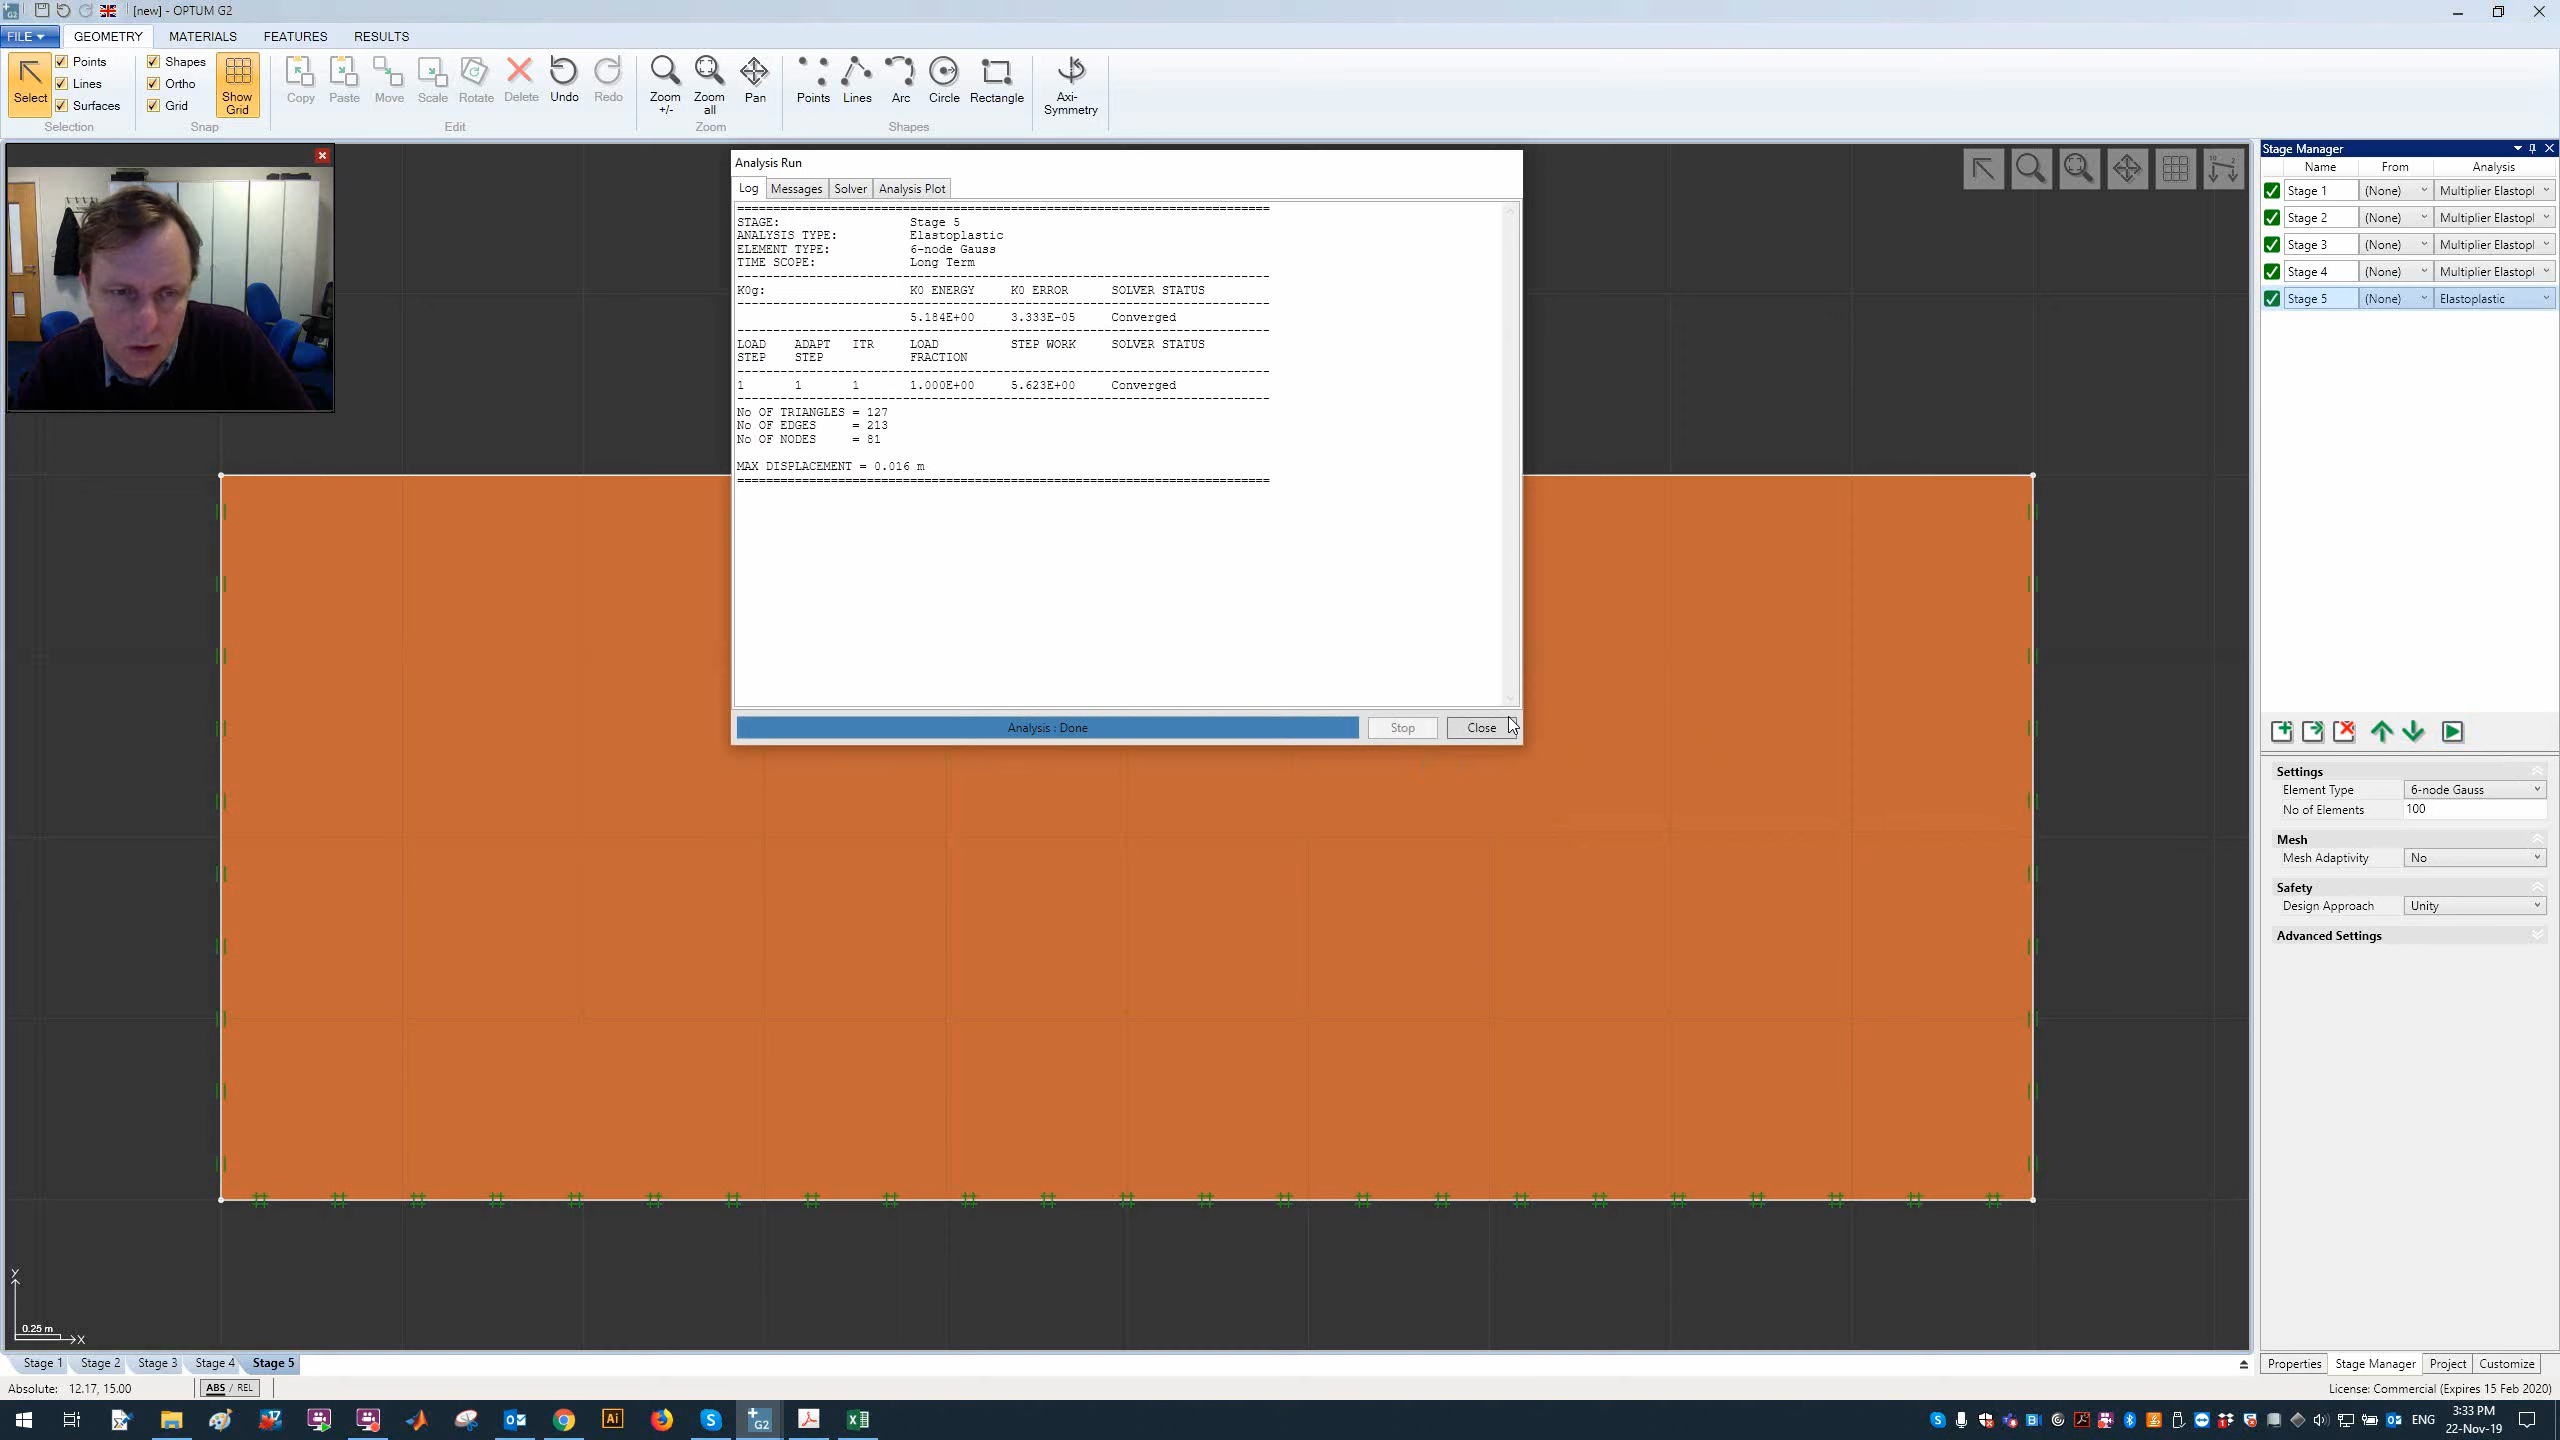 [new] - OPTUM G2
FILE GEOMETRY MATERIALS FEATURES RESULTS
Select Points Lines Surfaces
Shapes Ortho Grid Show Grid
Copy Paste Move Scale Rotate Delete Undo Redo
Zoom +/- Zoom all Pan
Points Lines Arc Circle Rectangle
Axi-Symmetry
Selection Snap Edit Zoom Shapes
Analysis Run
Log Messages Solver Analysis Plot
STAGE: Stage 5
ANALYSIS TYPE: Elastoplastic
ELEMENT TYPE: 6-node Gauss
TIME SCOPE: Long Term
K0g: K0 ENERGY K0 ERROR SOLVER STATUS
5.184E+00 3.333E-05 Converged
LOAD ADAPT ITR LOAD STEP WORK SOLVER STATUS
STEP STEP FRACTION
1 1 1 1.000E+00 5.623E+00 Converged
No OF TRIANGLES = 127
No OF EDGES = 213
No OF NODES = 81
MAX DISPLACEMENT = 0.016 m
Analysis : Done Stop Close
Stage Manager
Name From Analysis
Stage 1 (None) Multiplier Elastopl
Stage 2 (None) Multiplier Elastopl
Stage 3 (None) Multiplier Elastopl
Stage 4 (None) Multiplier Elastopl
Stage 5 (None) Elastoplastic
Settings
Element Type 6-node Gauss
No of Elements 100
Mesh
Mesh Adaptivity No
Safety
Design Approach Unity
Advanced Settings
Y
0.25 m
X
Stage 1 Stage 2 Stage 3 Stage 4 Stage 5
Properties Stage Manager Project Customize
Absolute: 12.17, 15.00 ABS / REL
License: Commercial (Expires 15 Feb 2020)
ENG
3:33 PM
22-Nov-19